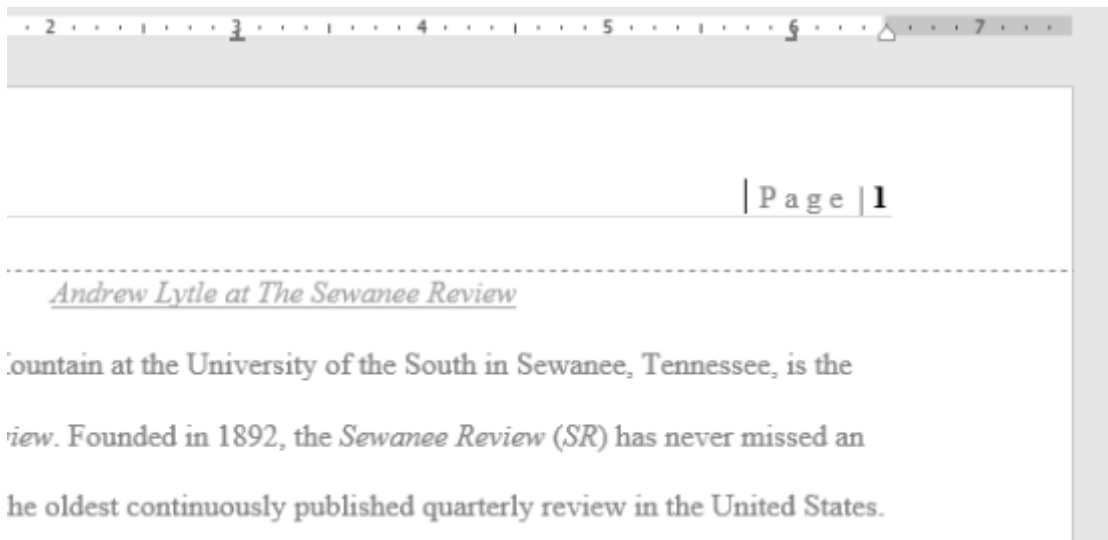 2 3 4 5 6 7
P a g e | 1
Andrew Lytle at The Sewanee Review
ountain at the University of the South in Sewanee, Tennessee, is the
iew. Founded in 1892, the Sewanee Review (SR) has never missed an
he oldest continuously published quarterly review in the United States.